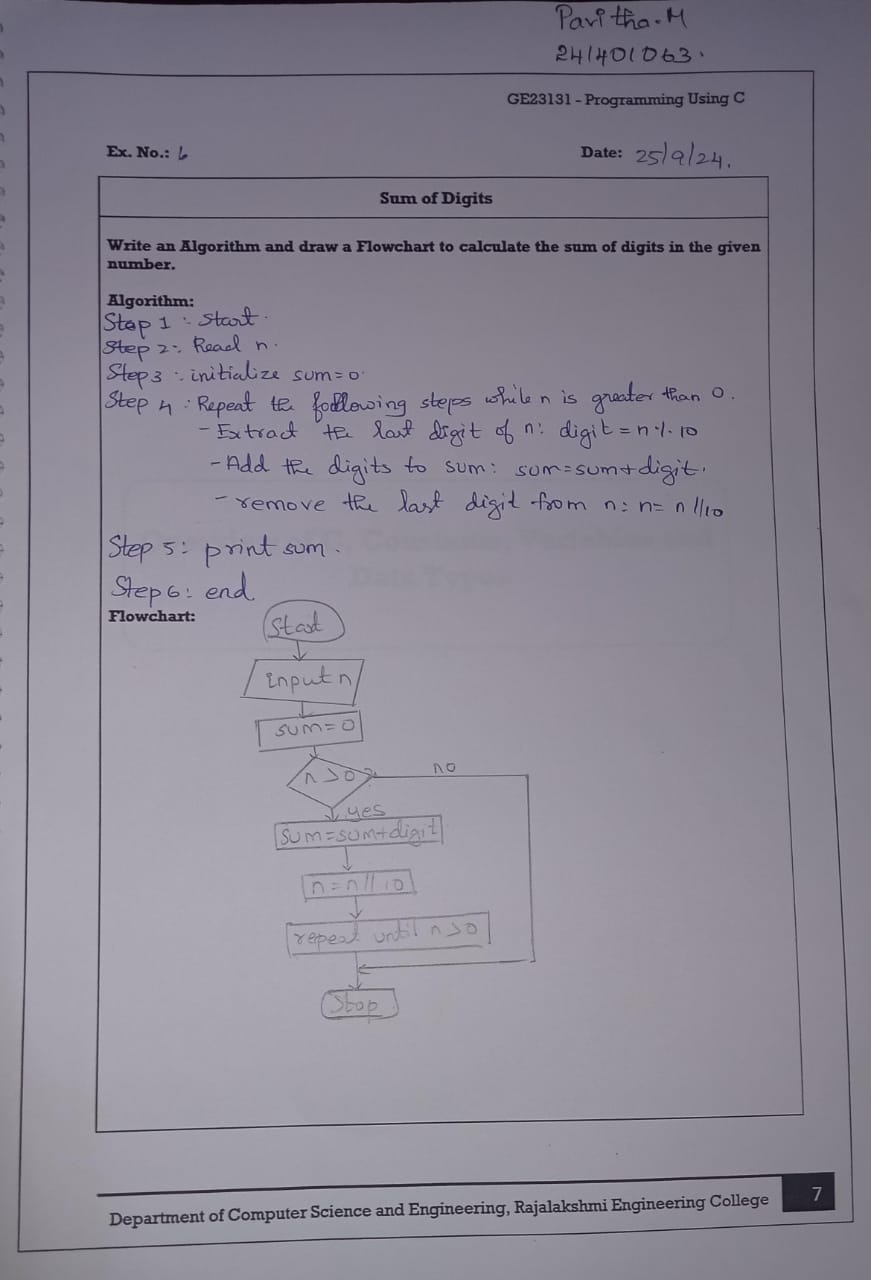 Paritha.M
241401063.
GE23131 - Programming Using C
Ex. No.: 6
Date: 25/9/24.
Sum of Digits
Write an Algorithm and draw a Flowchart to calculate the sum of digits in the given
number.
Algorithm:
Step 1 : Start.
Step 2: Read n.
Step 3 : initialize sum=0
Step 4 : Repeat the following steps while n is greater than 0.
- Extract the last digit of n: digit = n % 10
- Add the digits to sum: sum=sum+digit.
- remove the last digit from n: n= n//10
Step 5: print sum.
Step 6: end.
Flowchart:
Start
input n
sum=0
n>0?
no
yes
sum=sum+digit
n=n//10
repeat until n>0
Stop
Department of Computer Science and Engineering, Rajalakshmi Engineering College
7